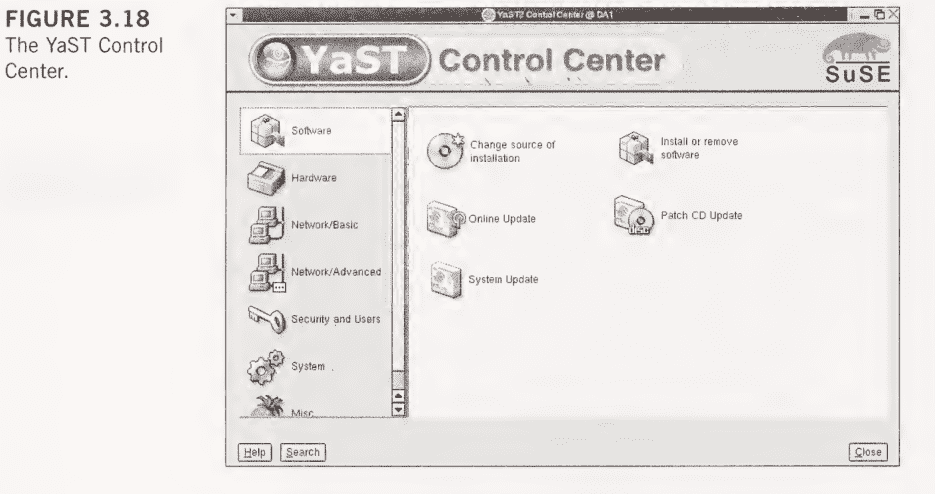 FIGURE 3.18
The YaST Control
Center.
YaST2 Control Center @ DA1
YaST Control Center
SuSE
Software
Hardware
Network/Basic
Network/Advanced
Security and Users
System
Misc
Change source of
installation
Install or remove
software
Online Update
Patch CD Update
System Update
Help
Search
Close